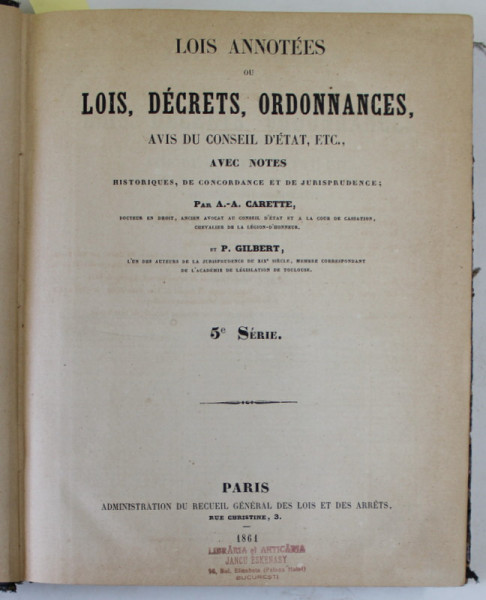 LOIS ANNOTÉES
OU
LOIS, DÉCRETS, ORDONNANCES,
AVIS DU CONSEIL D'ÉTAT, ETC.,
AVEC NOTES
HISTORIQUES, DE CONCORDANCE ET DE JURISPRUDENCE;
PAR A.-A. CARETTE,
DOCTEUR EN DROIT, ANCIEN AVOCAT AU CONSEIL D'ÉTAT ET A LA COUR DE CASSATION,
CHEVALIER DE LA LÉGION-D'HONNEUR.
ET P. GILBERT,
L'UN DES AUTEURS DE LA JURISPRUDENCE DU XIXe SIÈCLE, MEMBRE CORRESPONDANT
DE L'ACADÉMIE DE LÉGISLATION DE TOULOUSE.
5e SÉRIE.
PARIS
ADMINISTRATION DU RECUEIL GÉNÉRAL DES LOIS ET DES ARRÊTS,
RUE CHRISTINE, 3.
1861
LIBRĂRIA și ANTICĂRIA
BUCUREȘTI